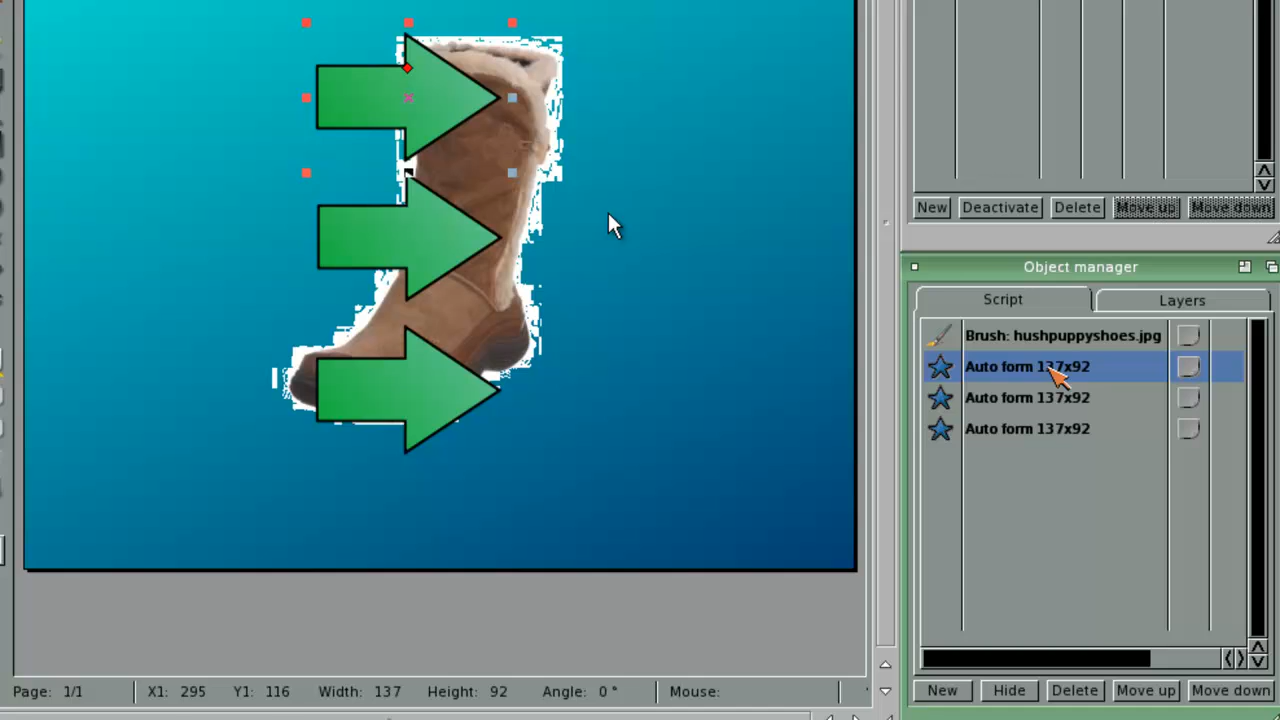 New Deactivate Delete Move up Move down
Object manager
Script Layers
Brush: hushpuppyshoes.jpg
Auto form 137x92
Auto form 137x92
Auto form 137x92
New Hide Delete Move up Move down
Page: 1/1 X1: 295 Y1: 116 Width: 137 Height: 92 Angle: 0° Mouse: